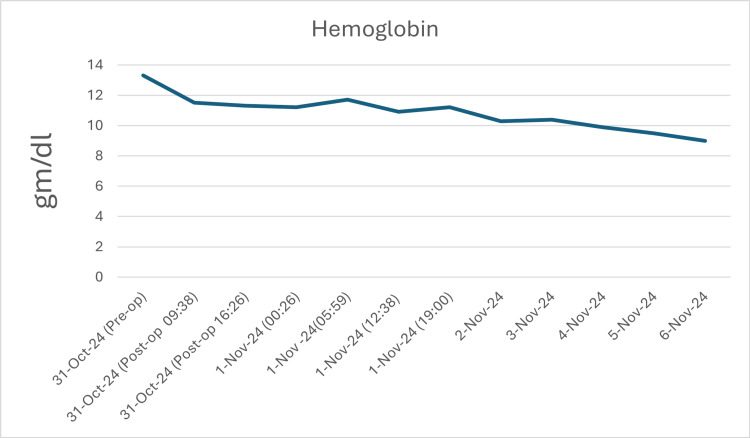 Hemoglobin
gm/dl
14
12
10
8
6
4
2
0
31-Oct-24 (Pre-op)
31-Oct-24 (Post-op  09:38)
31-Oct-24 (Post-op 16:26)
1-Nov-24 (00:26)
1-Nov -24(05:59)
1-Nov-24 (12:38)
1-Nov-24 (19:00)
2-Nov-24
3-Nov-24
4-Nov-24
5-Nov-24
6-Nov-24